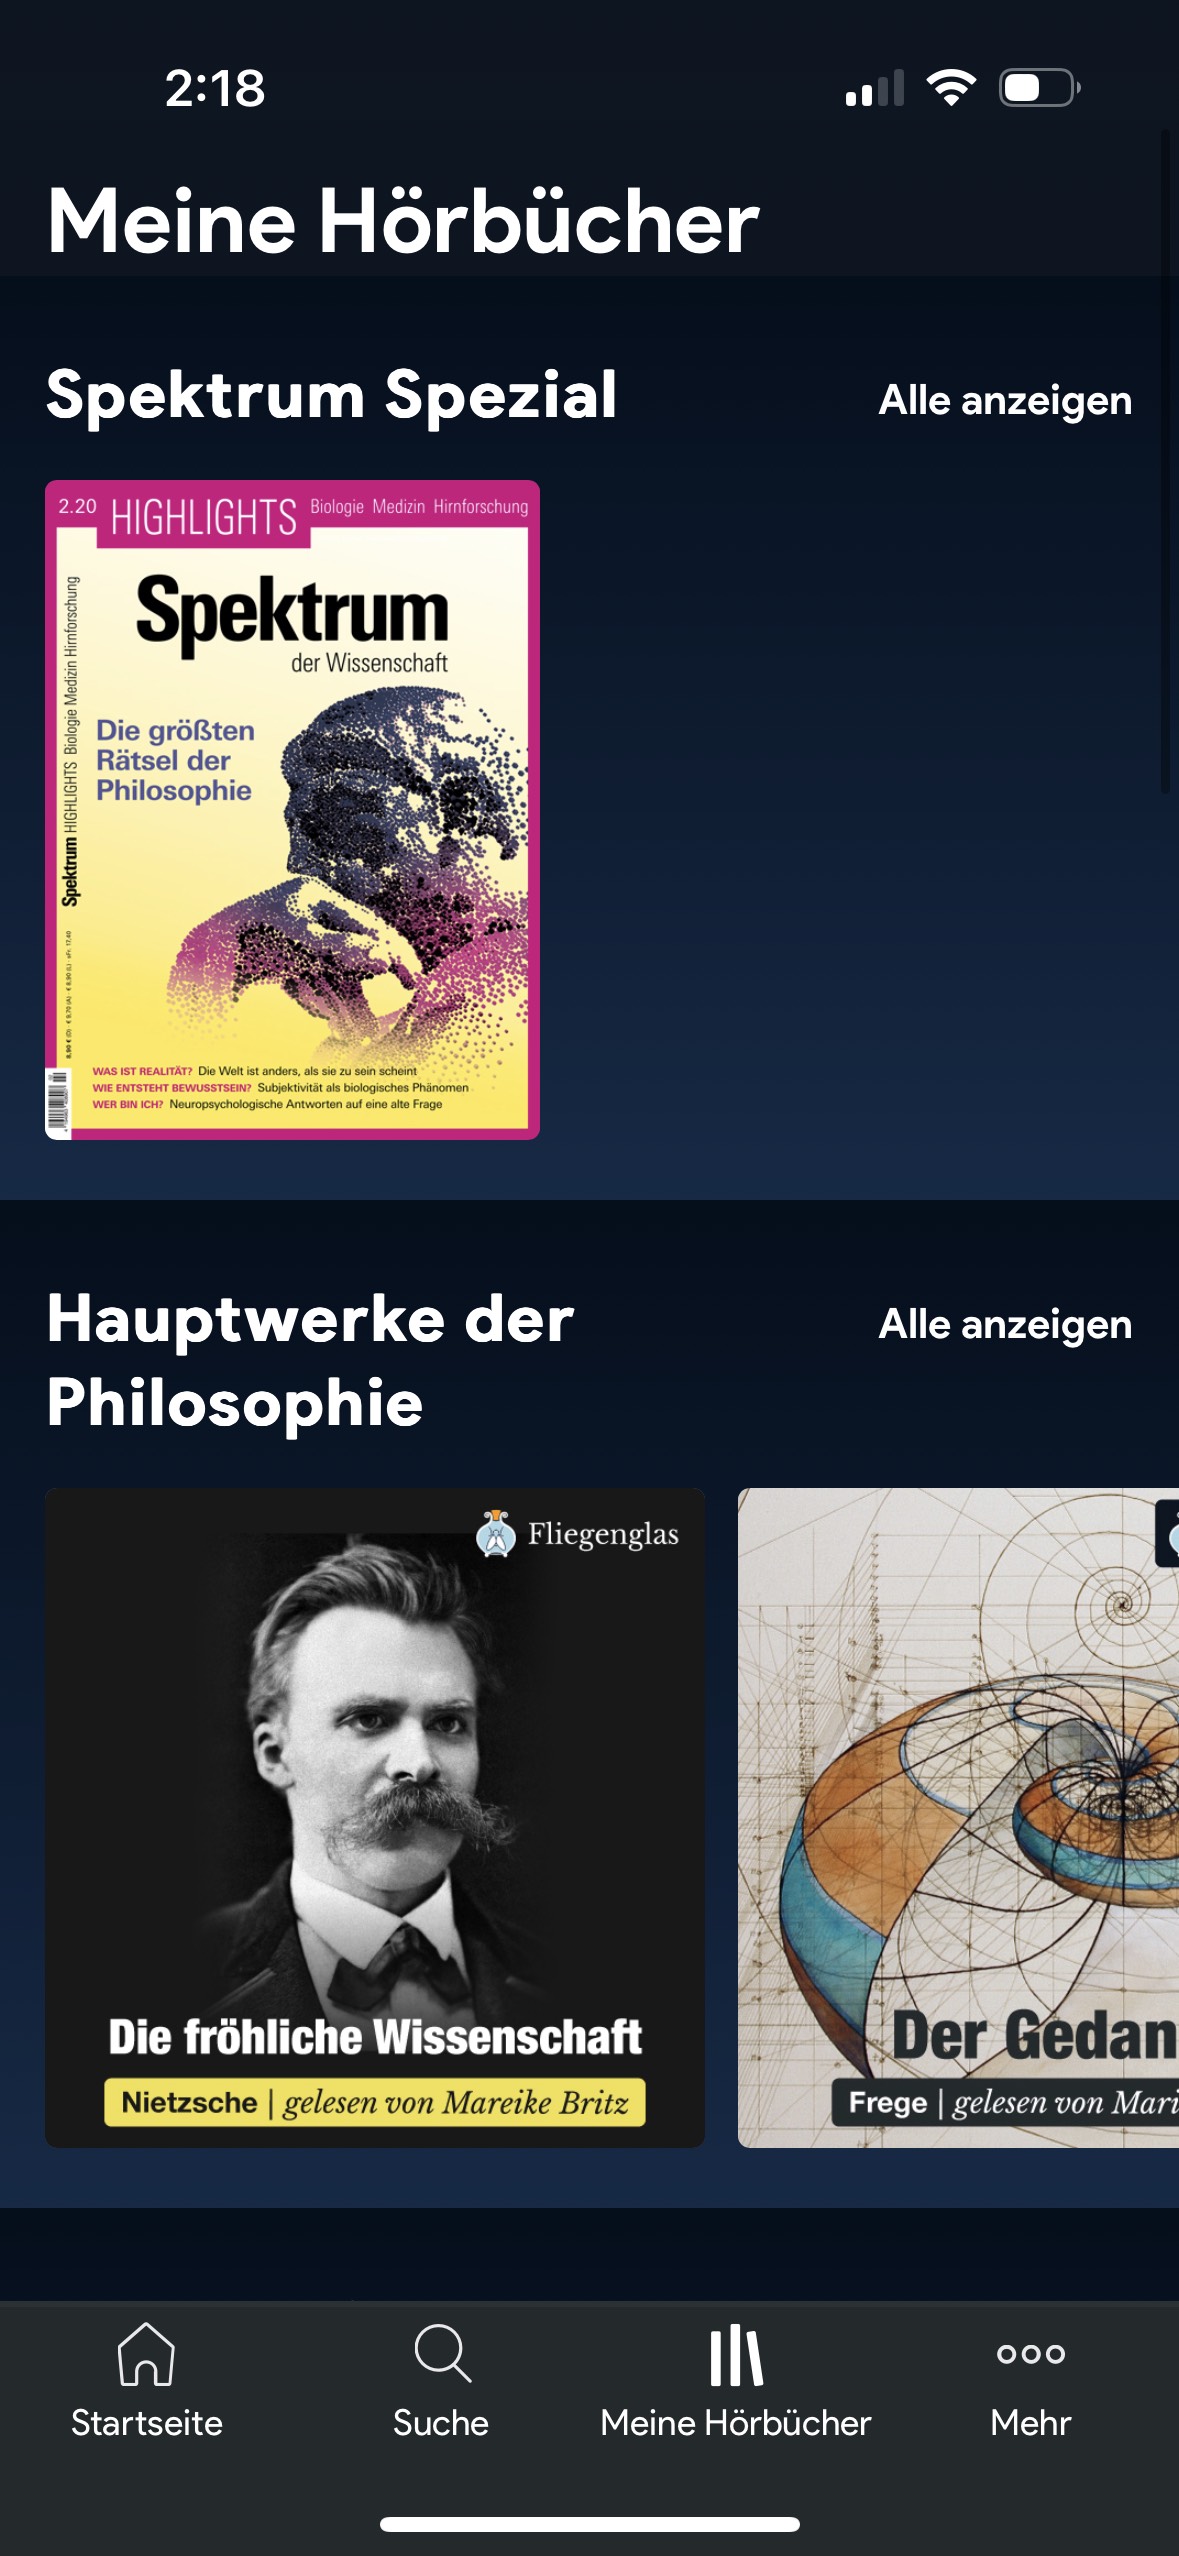 2:18
Meine Hörbücher
Spektrum Spezial
Alle anzeigen
2.20 HIGHLIGHTS Biologie Medizin Hirnforschung
Spektrum
der Wissenschaft
Die größten
Rätsel der
Philosophie
Spektrum HIGHLIGHTS Biologie Medizin Hirnforschung
WAS IST REALITÄT? Die Welt ist anders, als sie zu sein scheint
WIE ENTSTEHT BEWUSSTSEIN? Subjektivität als biologisches Phänomen
WER BIN ICH? Neuropsychologische Antworten auf eine alte Frage
Hauptwerke der
Philosophie
Alle anzeigen
Fliegenglas
Die fröhliche Wissenschaft
Nietzsche | gelesen von Mareike Britz
Der Gedan
Frege | gelesen von Mari
Startseite
Suche
Meine Hörbücher
Mehr